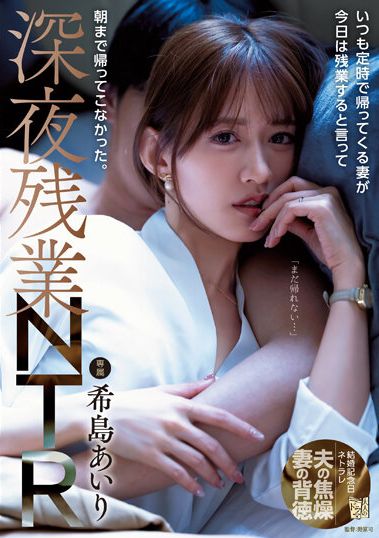 いつも定時で帰ってくる妻が
今日は残業すると言って
朝まで帰ってこなかった。
深夜残業
NTR
「まだ帰れない…」
専属
希島あいり
結婚記念日
ネトラレ
夫の焦燥
妻の背徳